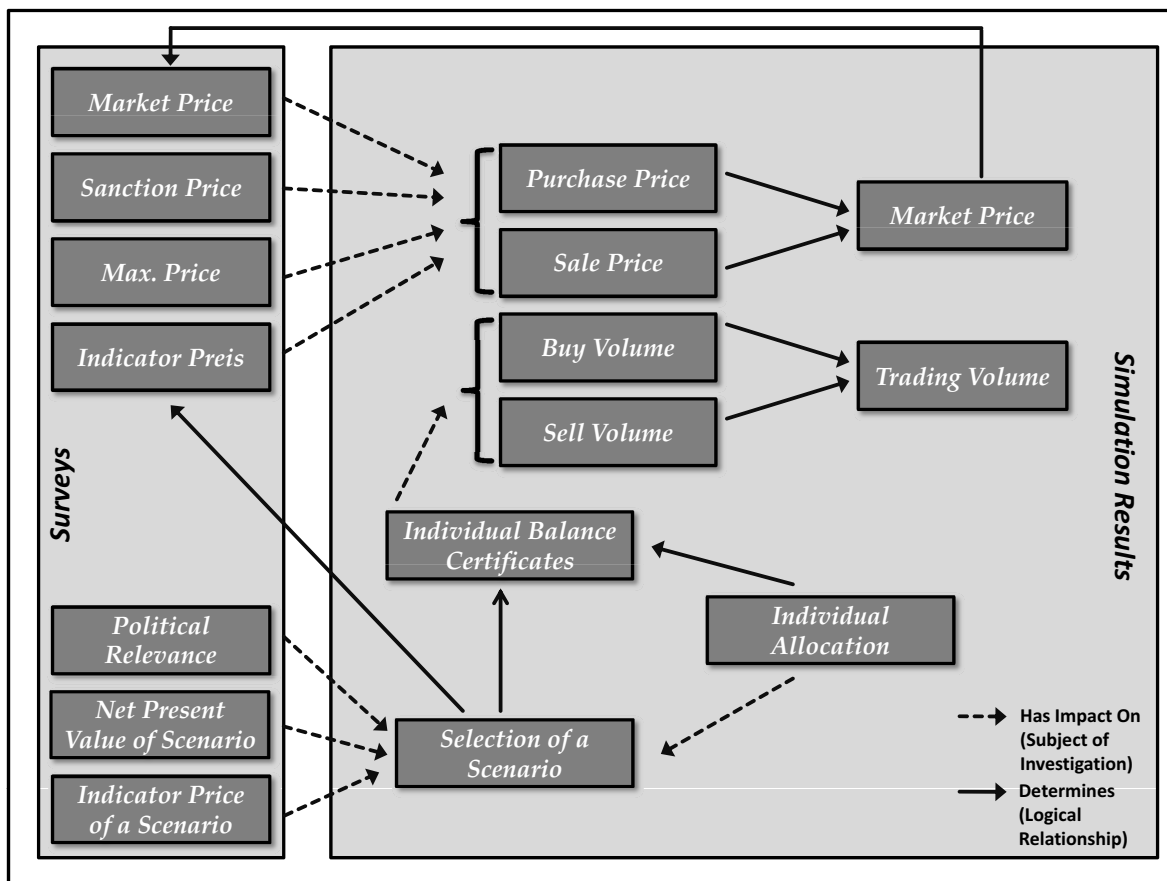 Market Price
Sanction Price
Max. Price
Indicator Preis
Surveys
Political
Relevance
Net Present
Value of Scenario
Indicator Price
of a Scenario
Purchase Price
Sale Price
Buy Volume
Sell Volume
Market Price
Trading Volume
Individual Balance
Certificates
Individual
Allocation
Selection of a
Scenario
Simulation Results
Has Impact On
(Subject of
Investigation)
Determines
(Logical
Relationship)